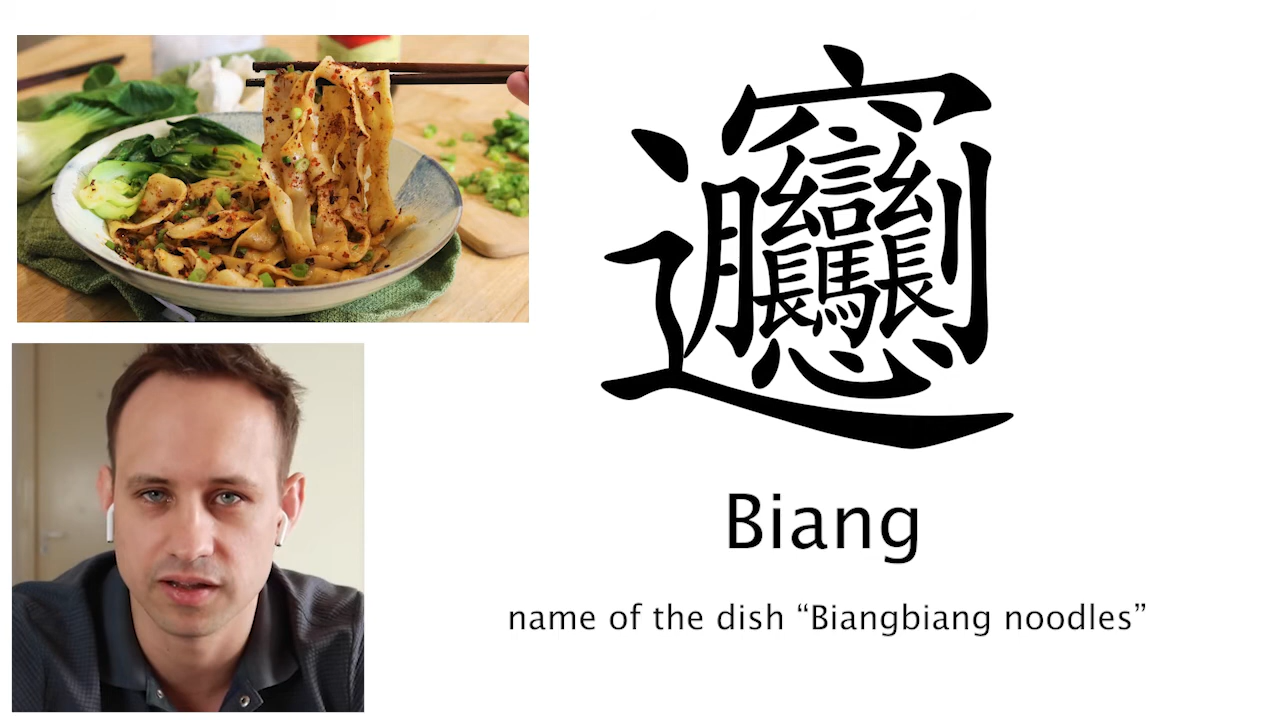 𰻞
Biang
name of the dish “Biangbiang noodles”